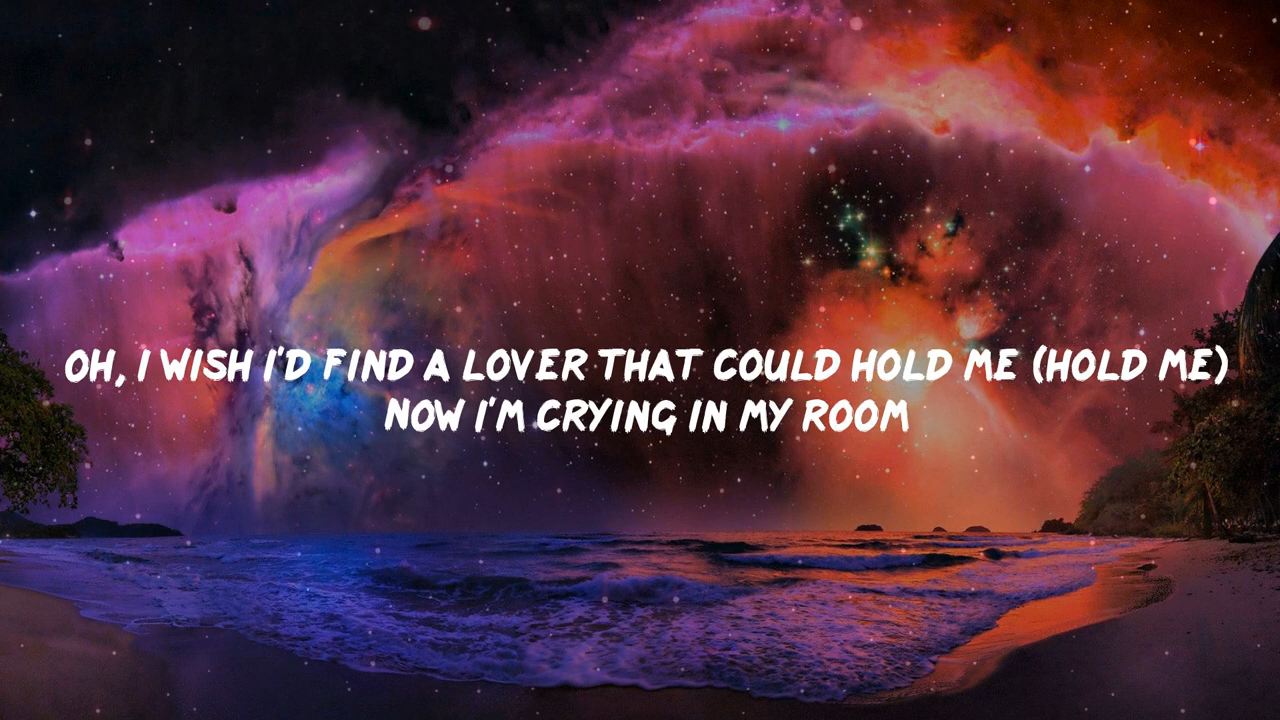 OH, I WISH I'D FIND A LOVER THAT COULD HOLD ME (HOLD ME)
NOW I'M CRYING IN MY ROOM